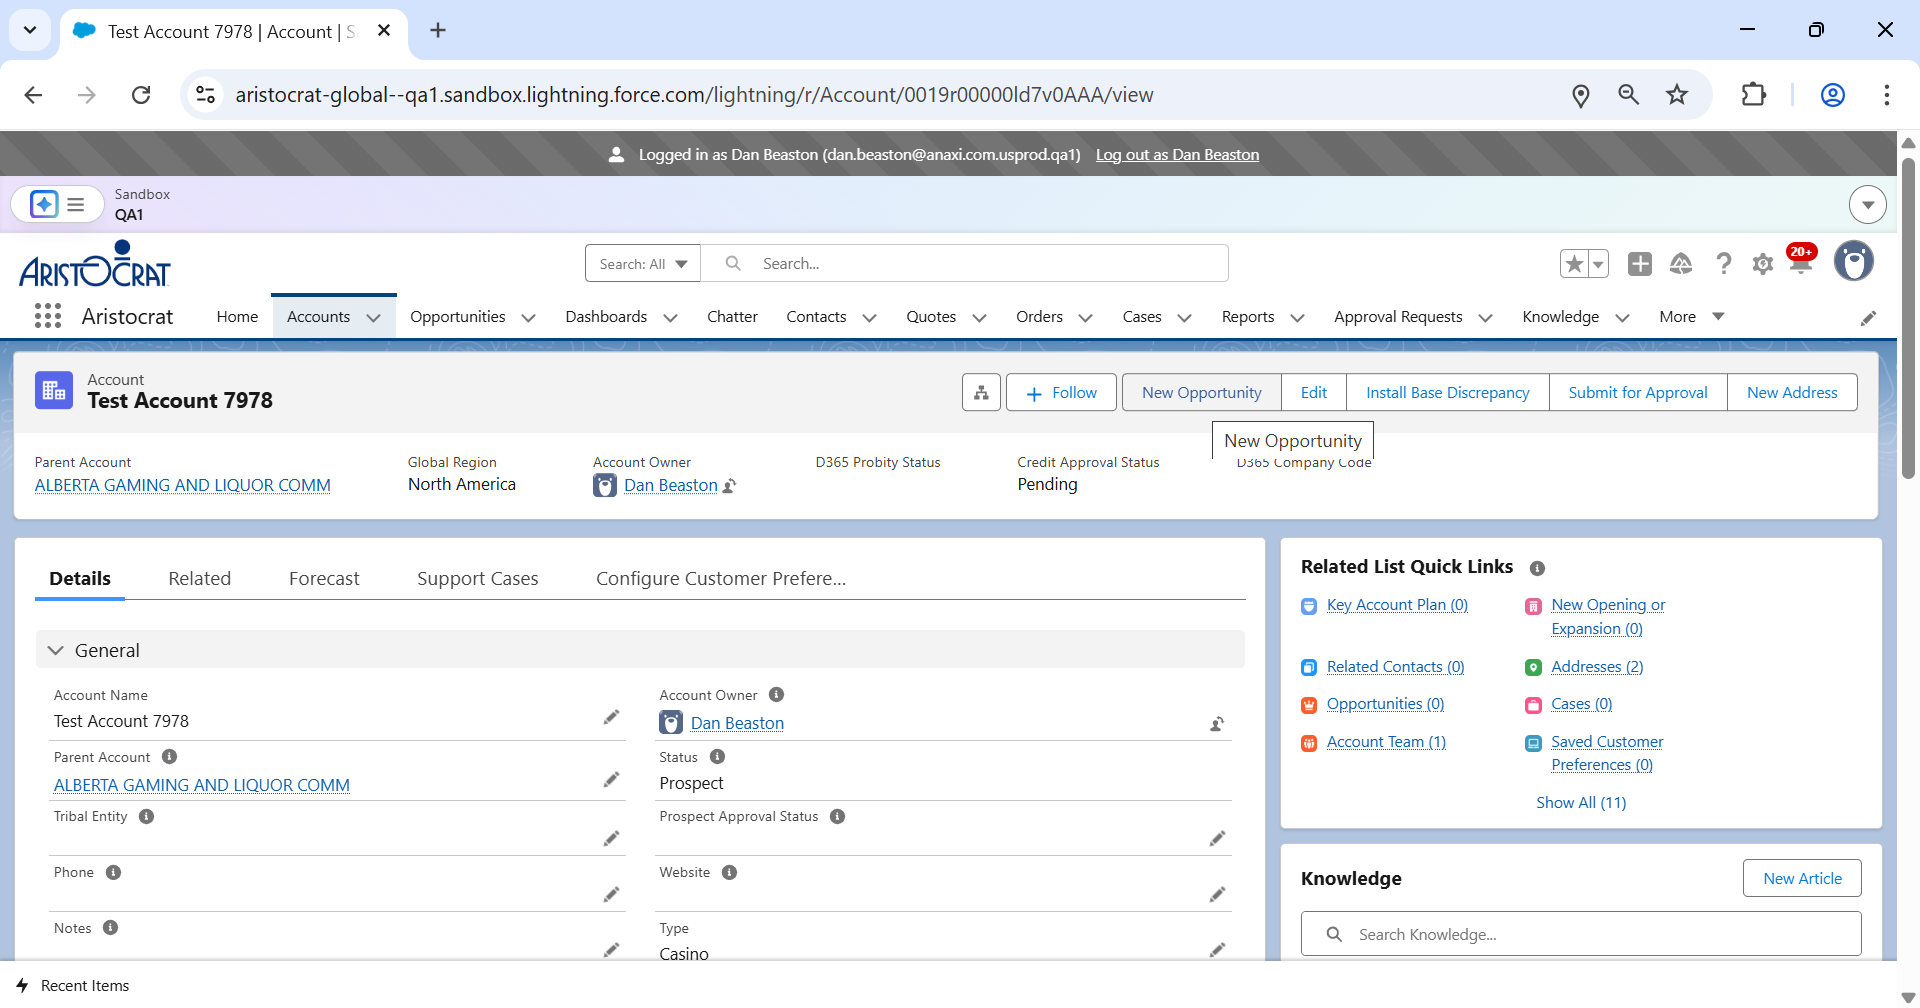 Test Account 7978 | Account | S
aristocrat-global--qa1.sandbox.lightning.force.com/lightning/r/Account/0019r00000ld7v0AAA/view
Logged in as Dan Beaston (dan.beaston@anaxi.com.usprod.qa1) Log out as Dan Beaston
Sandbox
QA1
ARISTOCRAT
Search: All
Search...
20+
Aristocrat
Home
Accounts
Opportunities
Dashboards
Chatter
Contacts
Quotes
Orders
Cases
Reports
Approval Requests
Knowledge
More
Account
Test Account 7978
Follow
New Opportunity
Edit
Install Base Discrepancy
Submit for Approval
New Address
New Opportunity
Parent Account
ALBERTA GAMING AND LIQUOR COMM
Global Region
North America
Account Owner
Dan Beaston
D365 Probity Status
Credit Approval Status
Pending
D365 Company Code
Details
Related
Forecast
Support Cases
Configure Customer Prefere...
General
Account Name
Test Account 7978
Account Owner
Dan Beaston
Parent Account
ALBERTA GAMING AND LIQUOR COMM
Status
Prospect
Tribal Entity
Prospect Approval Status
Phone
Website
Notes
Type
Casino
Related List Quick Links
Key Account Plan (0)
New Opening or
Expansion (0)
Related Contacts (0)
Addresses (2)
Opportunities (0)
Cases (0)
Account Team (1)
Saved Customer
Preferences (0)
Show All (11)
Knowledge
New Article
Search Knowledge...
Recent Items